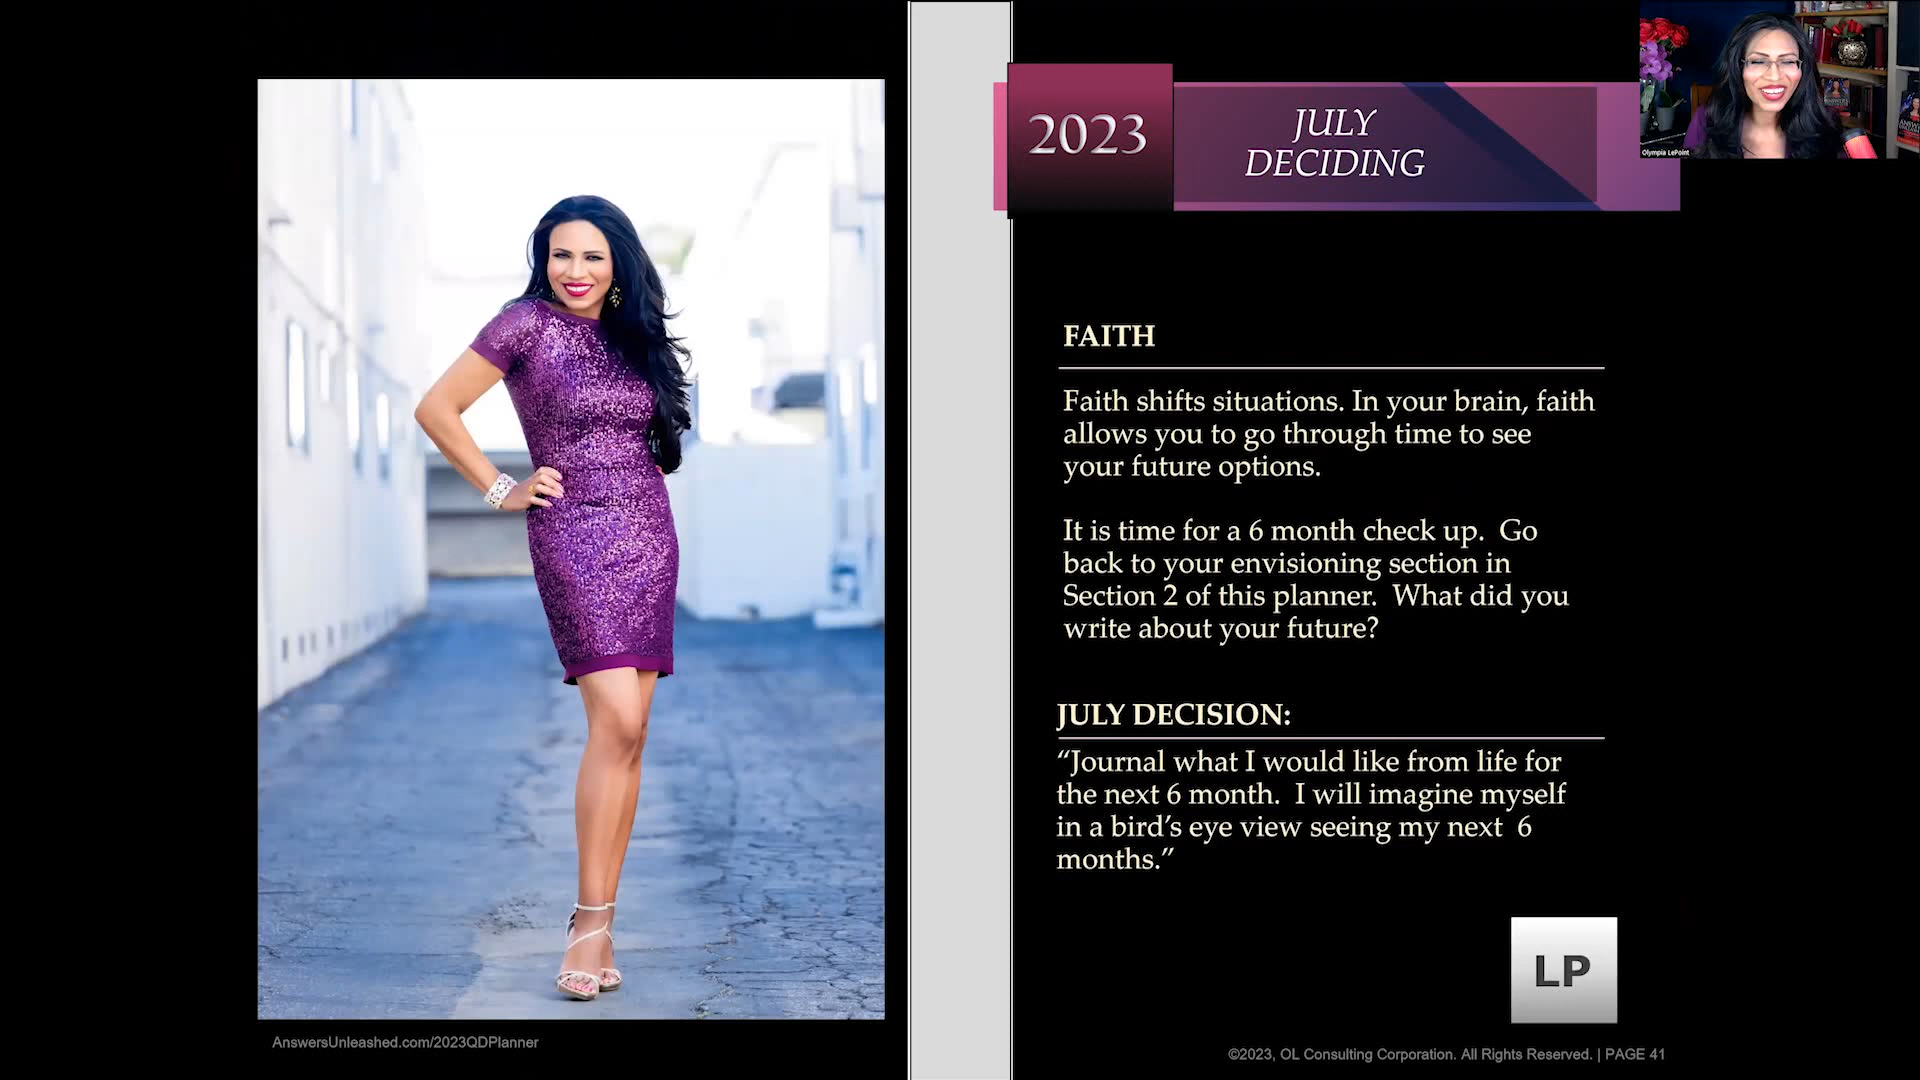 2023
JULY
DECIDING
Olympia LePoint
FAITH
Faith shifts situations. In your brain, faith
allows you to go through time to see
your future options.
It is time for a 6 month check up.  Go
back to your envisioning section in
Section 2 of this planner.  What did you
write about your future?
JULY DECISION:
“Journal what I would like from life for
the next 6 month.  I will imagine myself
in a bird’s eye view seeing my next  6
months.”
LP
AnswersUnleashed.com/2023QDPlanner
©2023, OL Consulting Corporation. All Rights Reserved. | PAGE 41